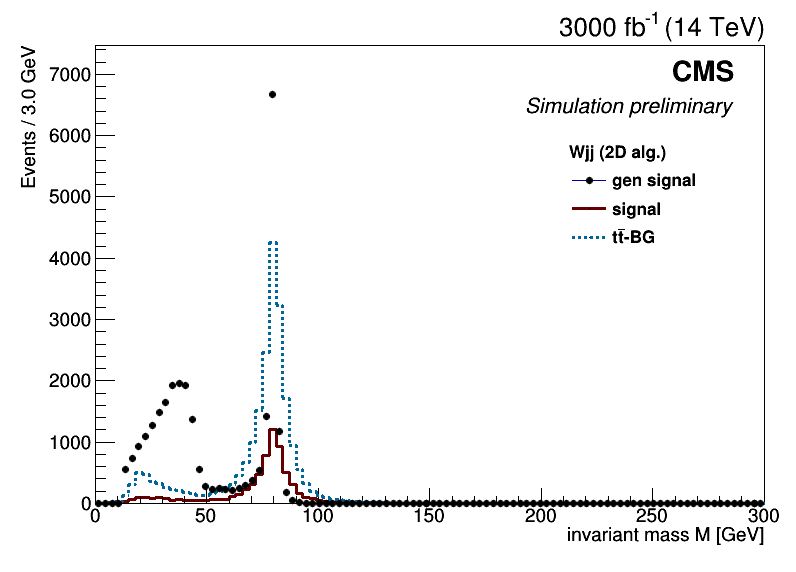 3000 fb-1 (14 TeV)
CMS
Simulation preliminary
Wjj (2D alg.)
gen signal
signal
tt̄-BG
Events / 3.0 GeV
7000
6000
5000
4000
3000
2000
1000
0
0 50 100 150 200 250 300
invariant mass M [GeV]